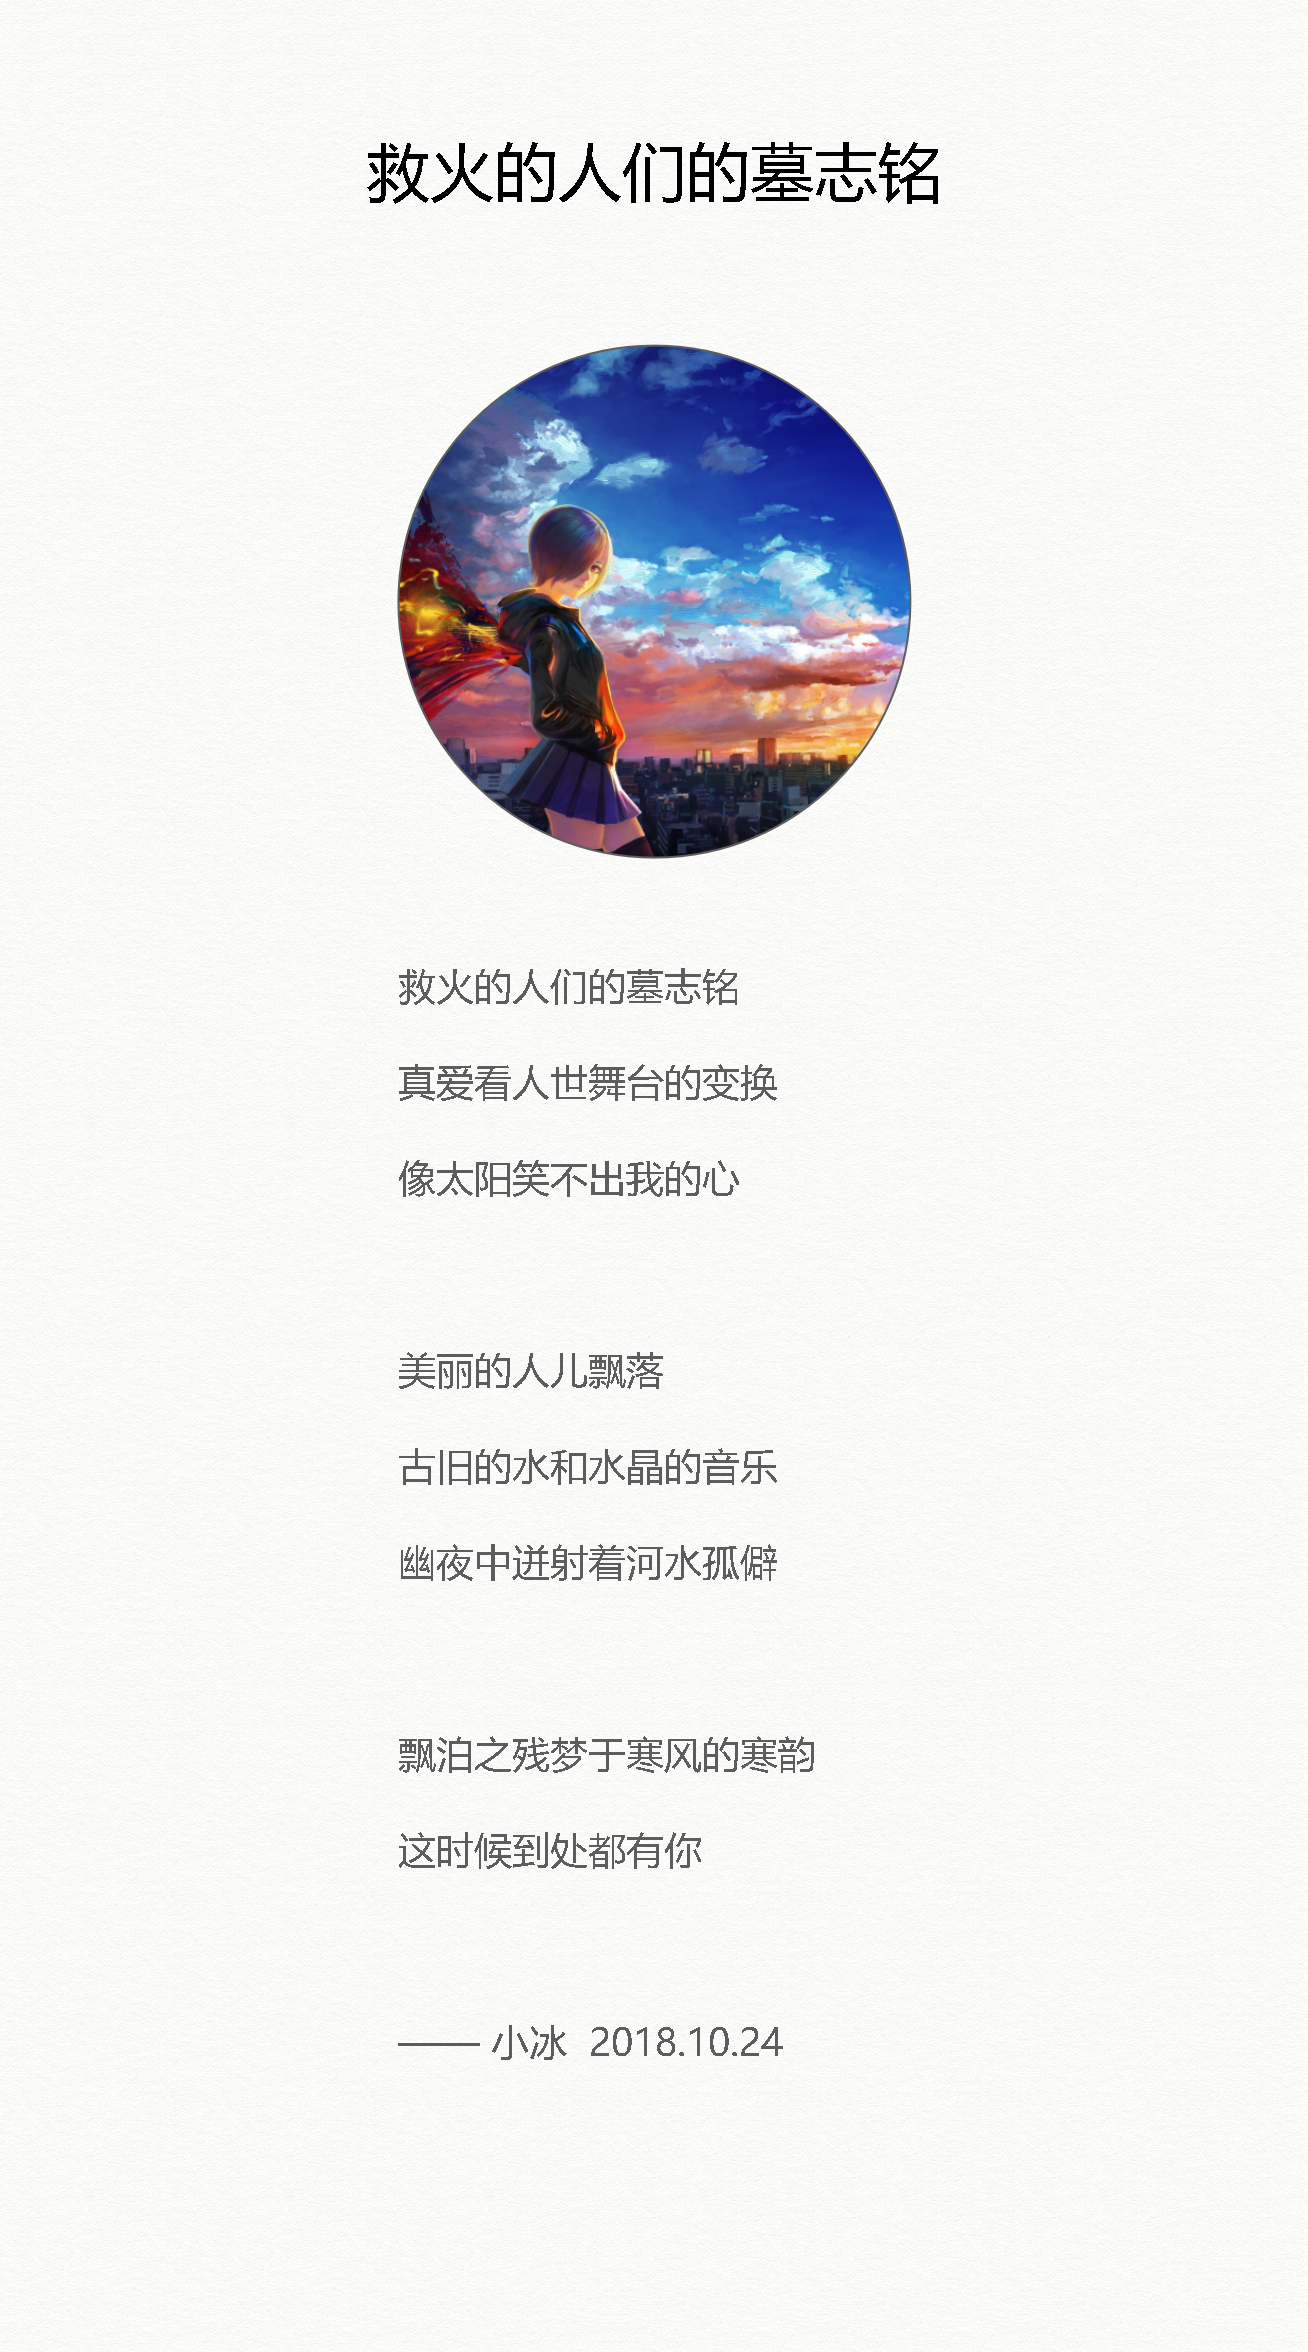 救火的人们的墓志铭
救火的人们的墓志铭
真爱看人世舞台的变换
像太阳笑不出我的心
美丽的人儿飘落
古旧的水和水晶的音乐
幽夜中迸射着河水孤僻
飘泊之残梦于寒风的寒韵
这时候到处都有你
—— 小冰 2018.10.24